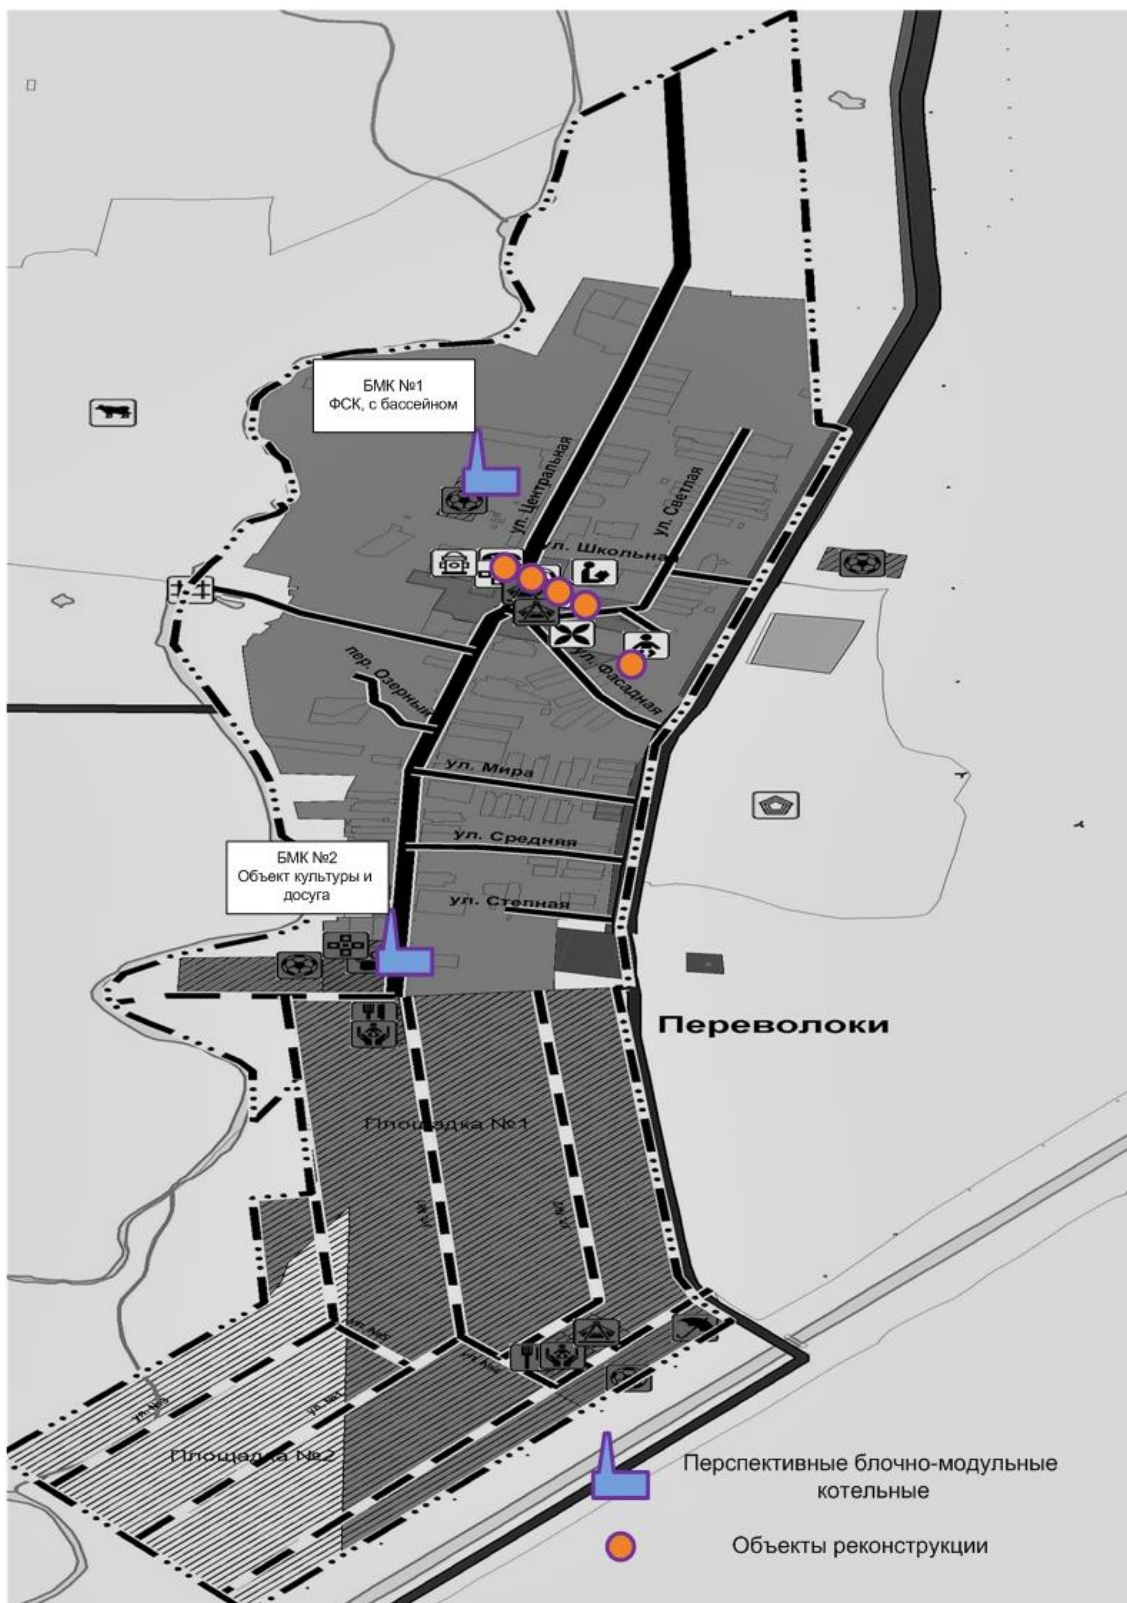 БМК №1
ФСК, с бассейном
ул. Центральная
ул. Светлая
ул. Школьная
ул. Фасадная
пер. Озерный
ул. Мира
ул. Средняя
БМК №2
Объект культуры и
досуга
ул. Степная
Переволоки
Площадка №1
Площадка №2
Перспективные блочно-модульные
котельные
Объекты реконструкции